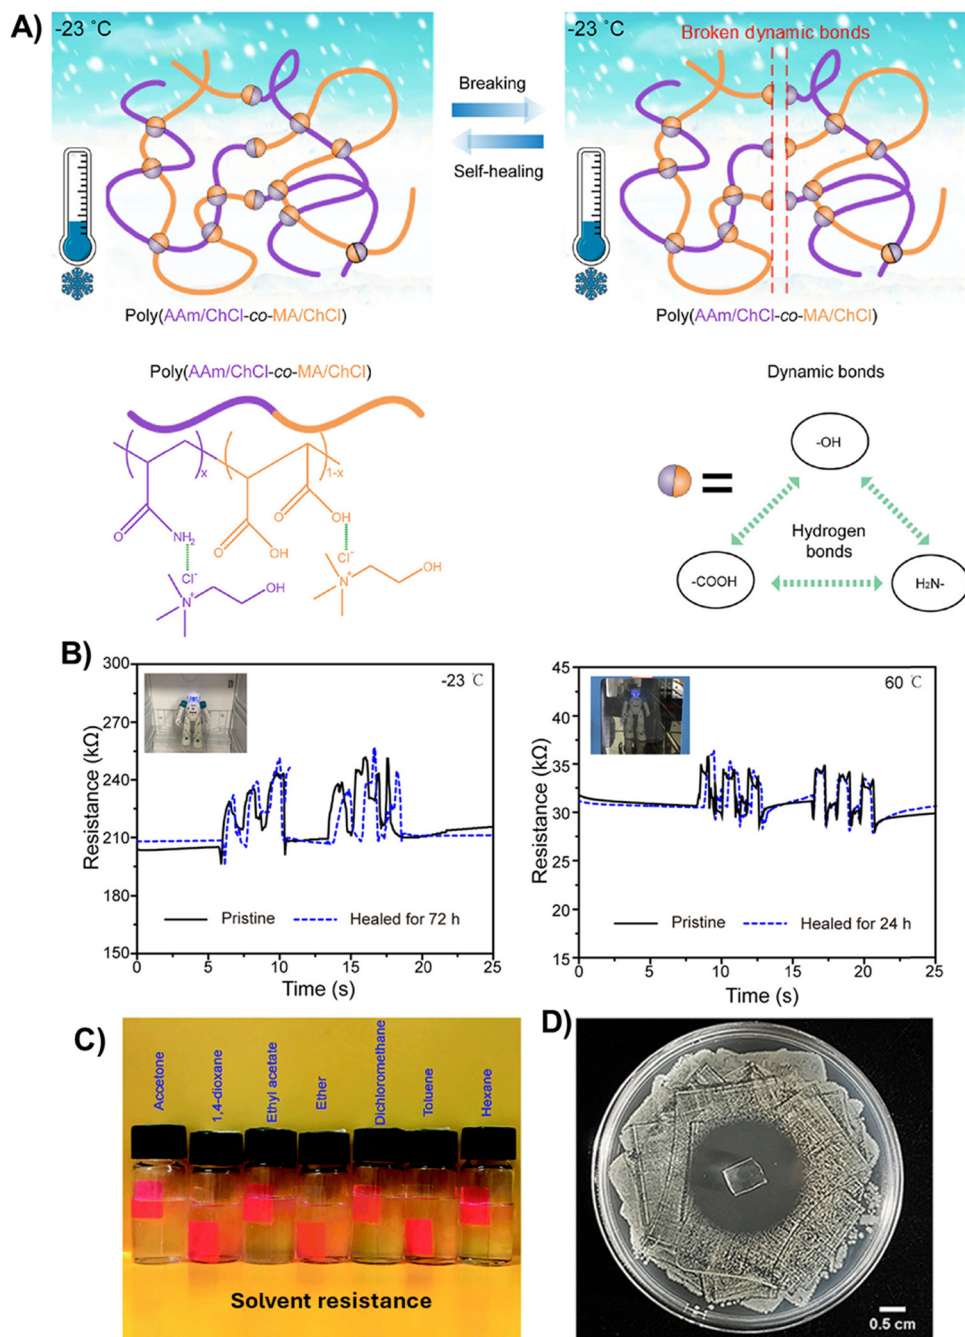 A)
-23 °C
-23 °C
Broken dynamic bonds
Breaking
Self-healing
Poly(AAm/ChCl-co-MA/ChCl)
Poly(AAm/ChCl-co-MA/ChCl)
Poly(AAm/ChCl-co-MA/ChCl)
x
1-x
O
NH2
O
OH
O
OH
Cl-
Cl-
N+
OH
N+
OH
Dynamic bonds
=
-OH
Hydrogen
bonds
-COOH
H2N-
B)
300
270
240
210
180
150
Resistance (kΩ)
-23 ℃
Pristine
Healed for 72 h
0
5
10
15
20
25
Time (s)
45
40
35
30
25
20
15
Resistance (kΩ)
60 ℃
Pristine
Healed for 24 h
0
5
10
15
20
25
Time (s)
C)
Accetone
1,4-dioxane
Ethyl acetate
Ether
Dichloromethane
Toluene
Hexane
Solvent resistance
D)
0.5 cm